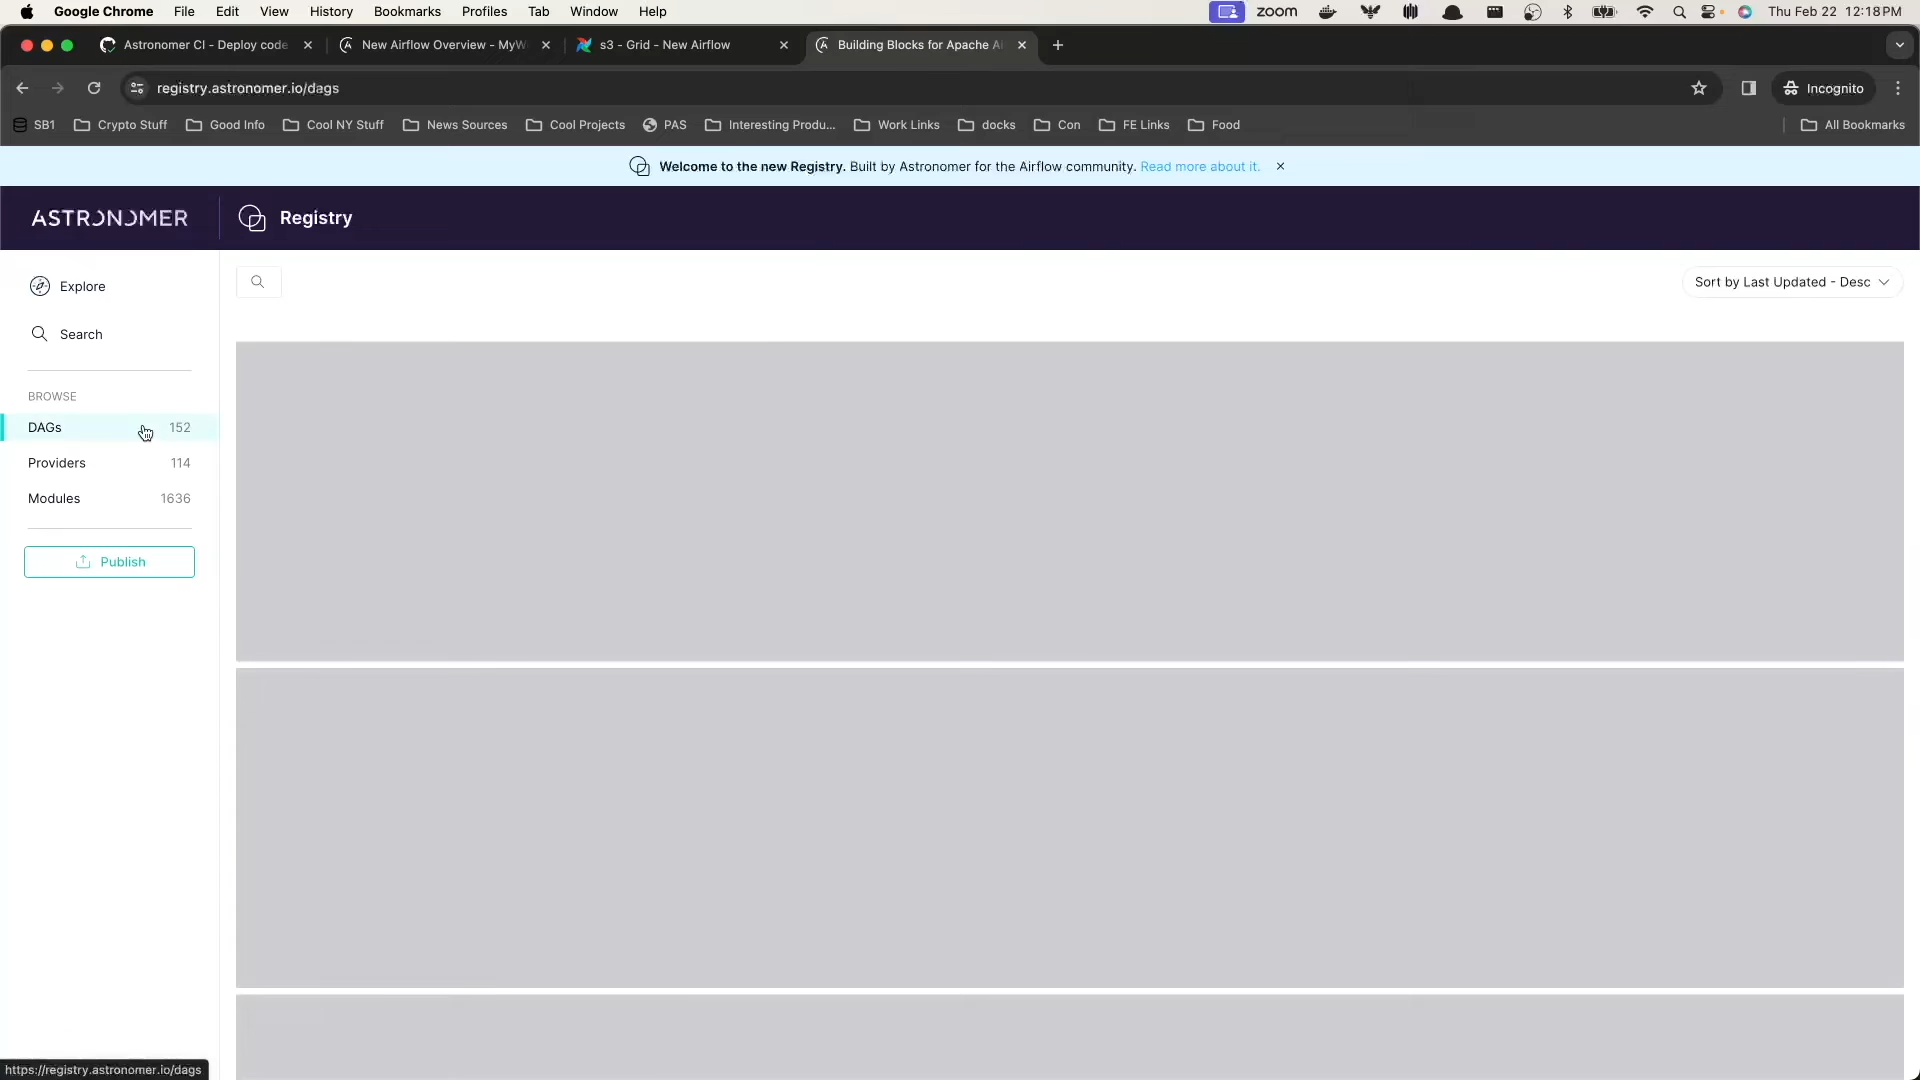 Google Chrome File Edit View History Bookmarks Profiles Tab Window Help zoom Thu Feb 22 12:18 PM
Astronomer CI - Deploy code New Airflow Overview - MyW s3 - Grid - New Airflow Building Blocks for Apache Ai
registry.astronomer.io/dags Incognito
SB1 Crypto Stuff Good Info Cool NY Stuff News Sources Cool Projects PAS Interesting Produ... Work Links docks Con FE Links Food All Bookmarks
Welcome to the new Registry. Built by Astronomer for the Airflow community. Read more about it.
ASTRONOMER Registry
Explore
Sort by Last Updated - Desc
Search
BROWSE
DAGs 152
Providers 114
Modules 1636
Publish
https://registry.astronomer.io/dags